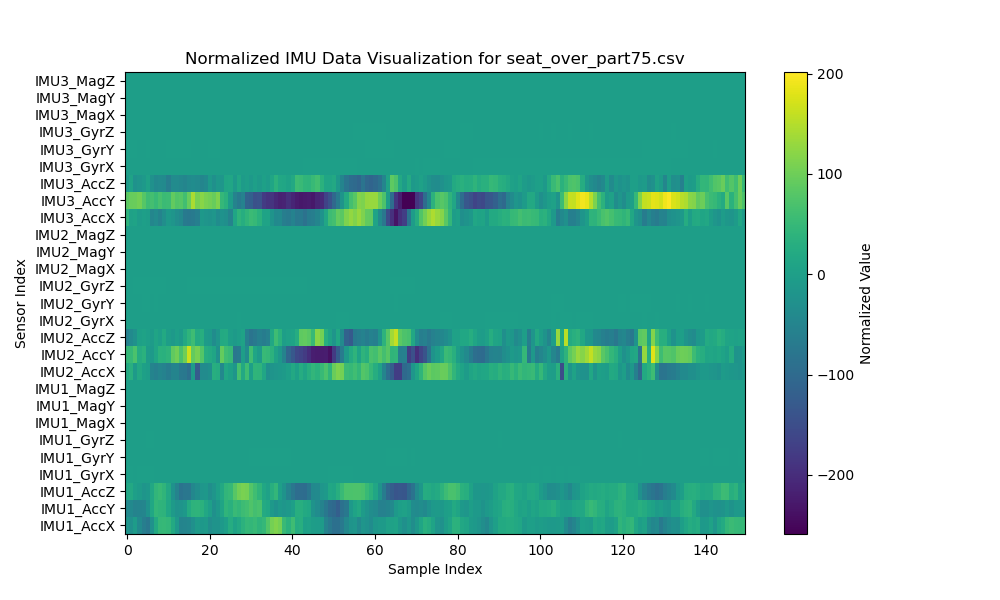 Normalized IMU Data Visualization for seat_over_part75.csv
IMU3_MagZ
IMU3_MagY
IMU3_MagX
IMU3_GyrZ
IMU3_GyrY
IMU3_GyrX
IMU3_AccZ
IMU3_AccY
IMU3_AccX
IMU2_MagZ
IMU2_MagY
IMU2_MagX
IMU2_GyrZ
IMU2_GyrY
IMU2_GyrX
IMU2_AccZ
IMU2_AccY
IMU2_AccX
IMU1_MagZ
IMU1_MagY
IMU1_MagX
IMU1_GyrZ
IMU1_GyrY
IMU1_GyrX
IMU1_AccZ
IMU1_AccY
IMU1_AccX
Sensor Index
0 20 40 60 80 100 120 140
Sample Index
200
100
0
−100
−200
Normalized Value